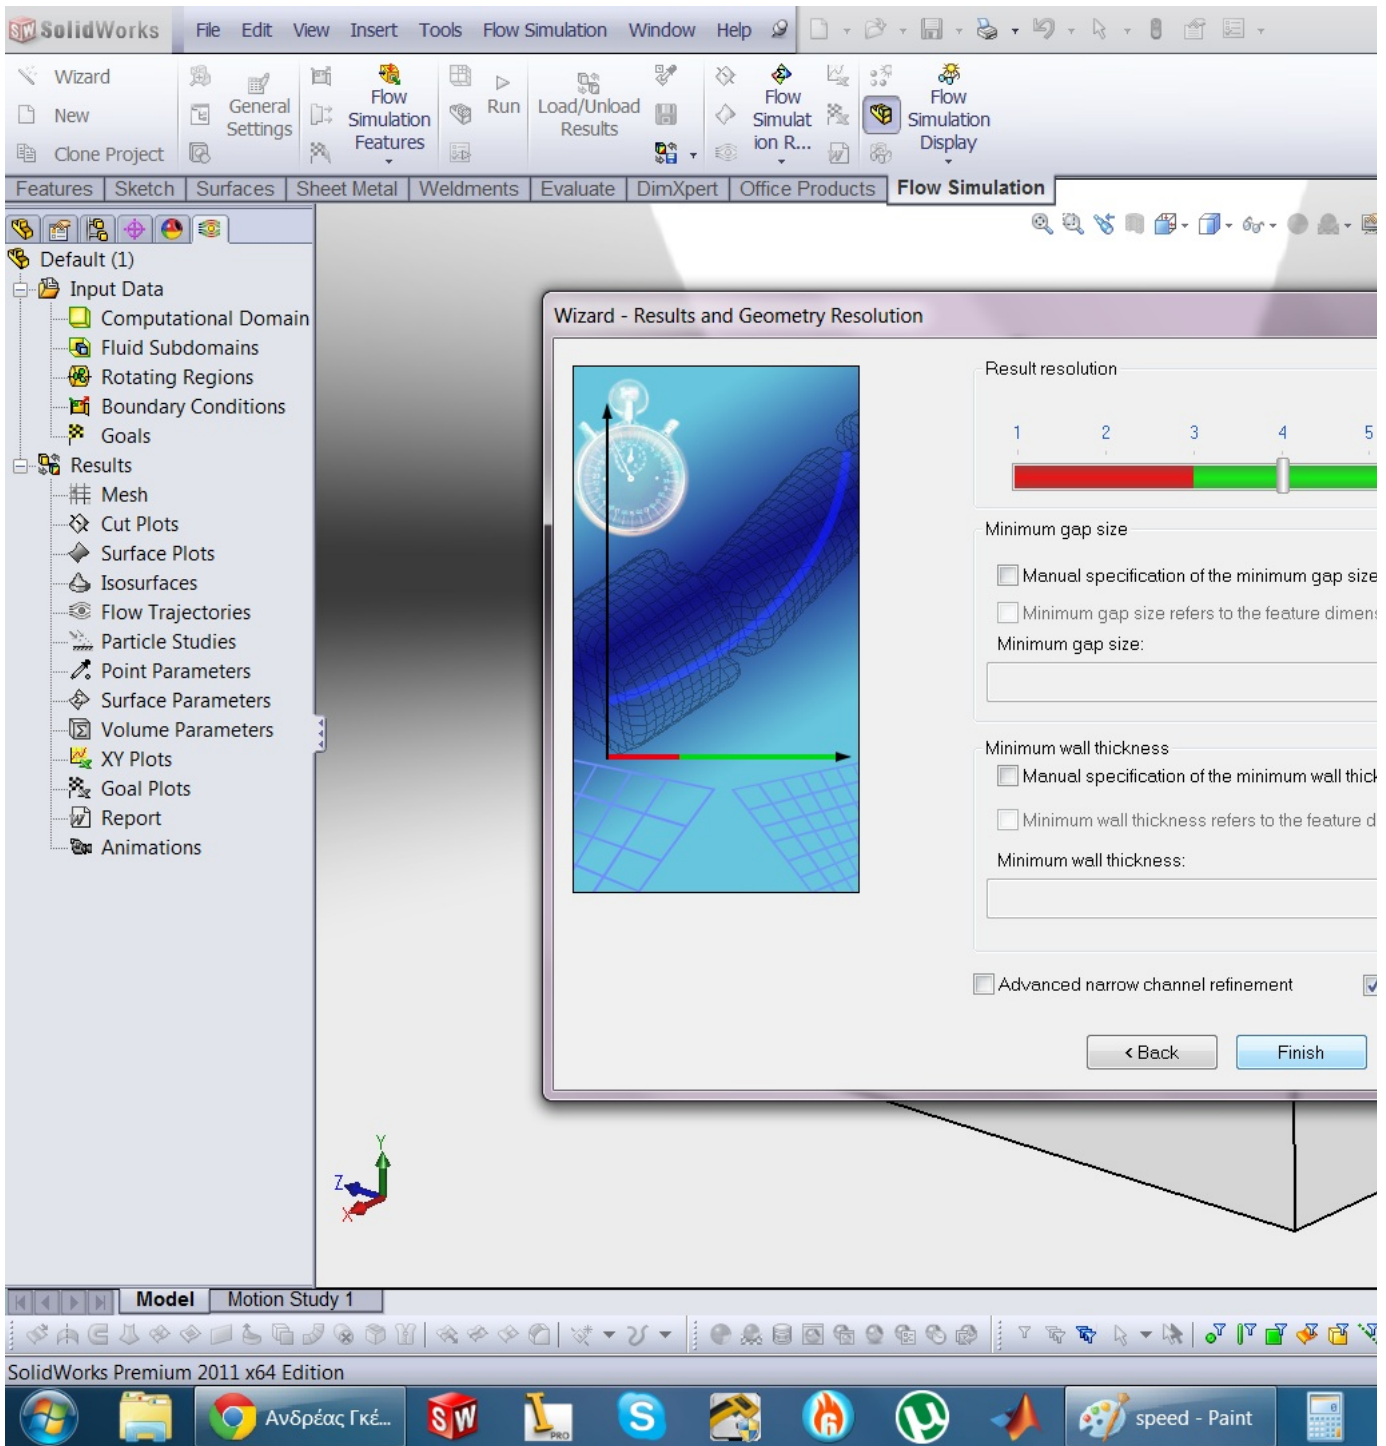 SolidWorks File Edit View Insert Tools Flow Simulation Window Help
Wizard
New
Clone Project
General
Settings
Flow
Simulation
Features
Run
Load/Unload
Results
Flow
Simulat
ion R...
Flow
Simulation
Display
Features Sketch Surfaces Sheet Metal Weldments Evaluate DimXpert Office Products Flow Simulation
Default (1)
Input Data
Computational Domain
Fluid Subdomains
Rotating Regions
Boundary Conditions
Goals
Results
Mesh
Cut Plots
Surface Plots
Isosurfaces
Flow Trajectories
Particle Studies
Point Parameters
Surface Parameters
Volume Parameters
XY Plots
Goal Plots
Report
Animations
Wizard - Results and Geometry Resolution
Result resolution
1 2 3 4 5
Minimum gap size
Manual specification of the minimum gap size
Minimum gap size refers to the feature dimens
Minimum gap size:
Minimum wall thickness
Manual specification of the minimum wall thick
Minimum wall thickness refers to the feature d
Minimum wall thickness:
Advanced narrow channel refinement
< Back Finish
Y
Z
X
Model Motion Study 1
SolidWorks Premium 2011 x64 Edition
Ανδρέας Γκέ... SW PRO S 6 µ speed - Paint